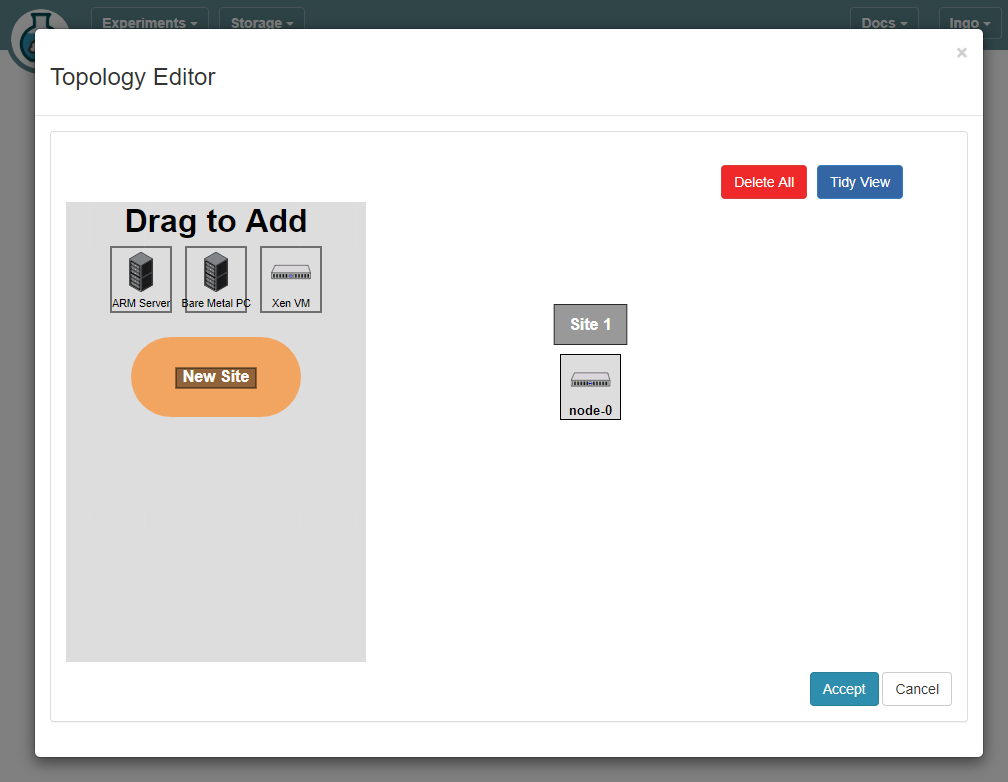 Experiments Storage Docs Ingo
×
Topology Editor
Delete All Tidy View
Drag to Add
ARM Server Bare Metal PC Xen VM
Site 1
New Site
node-0
Accept Cancel